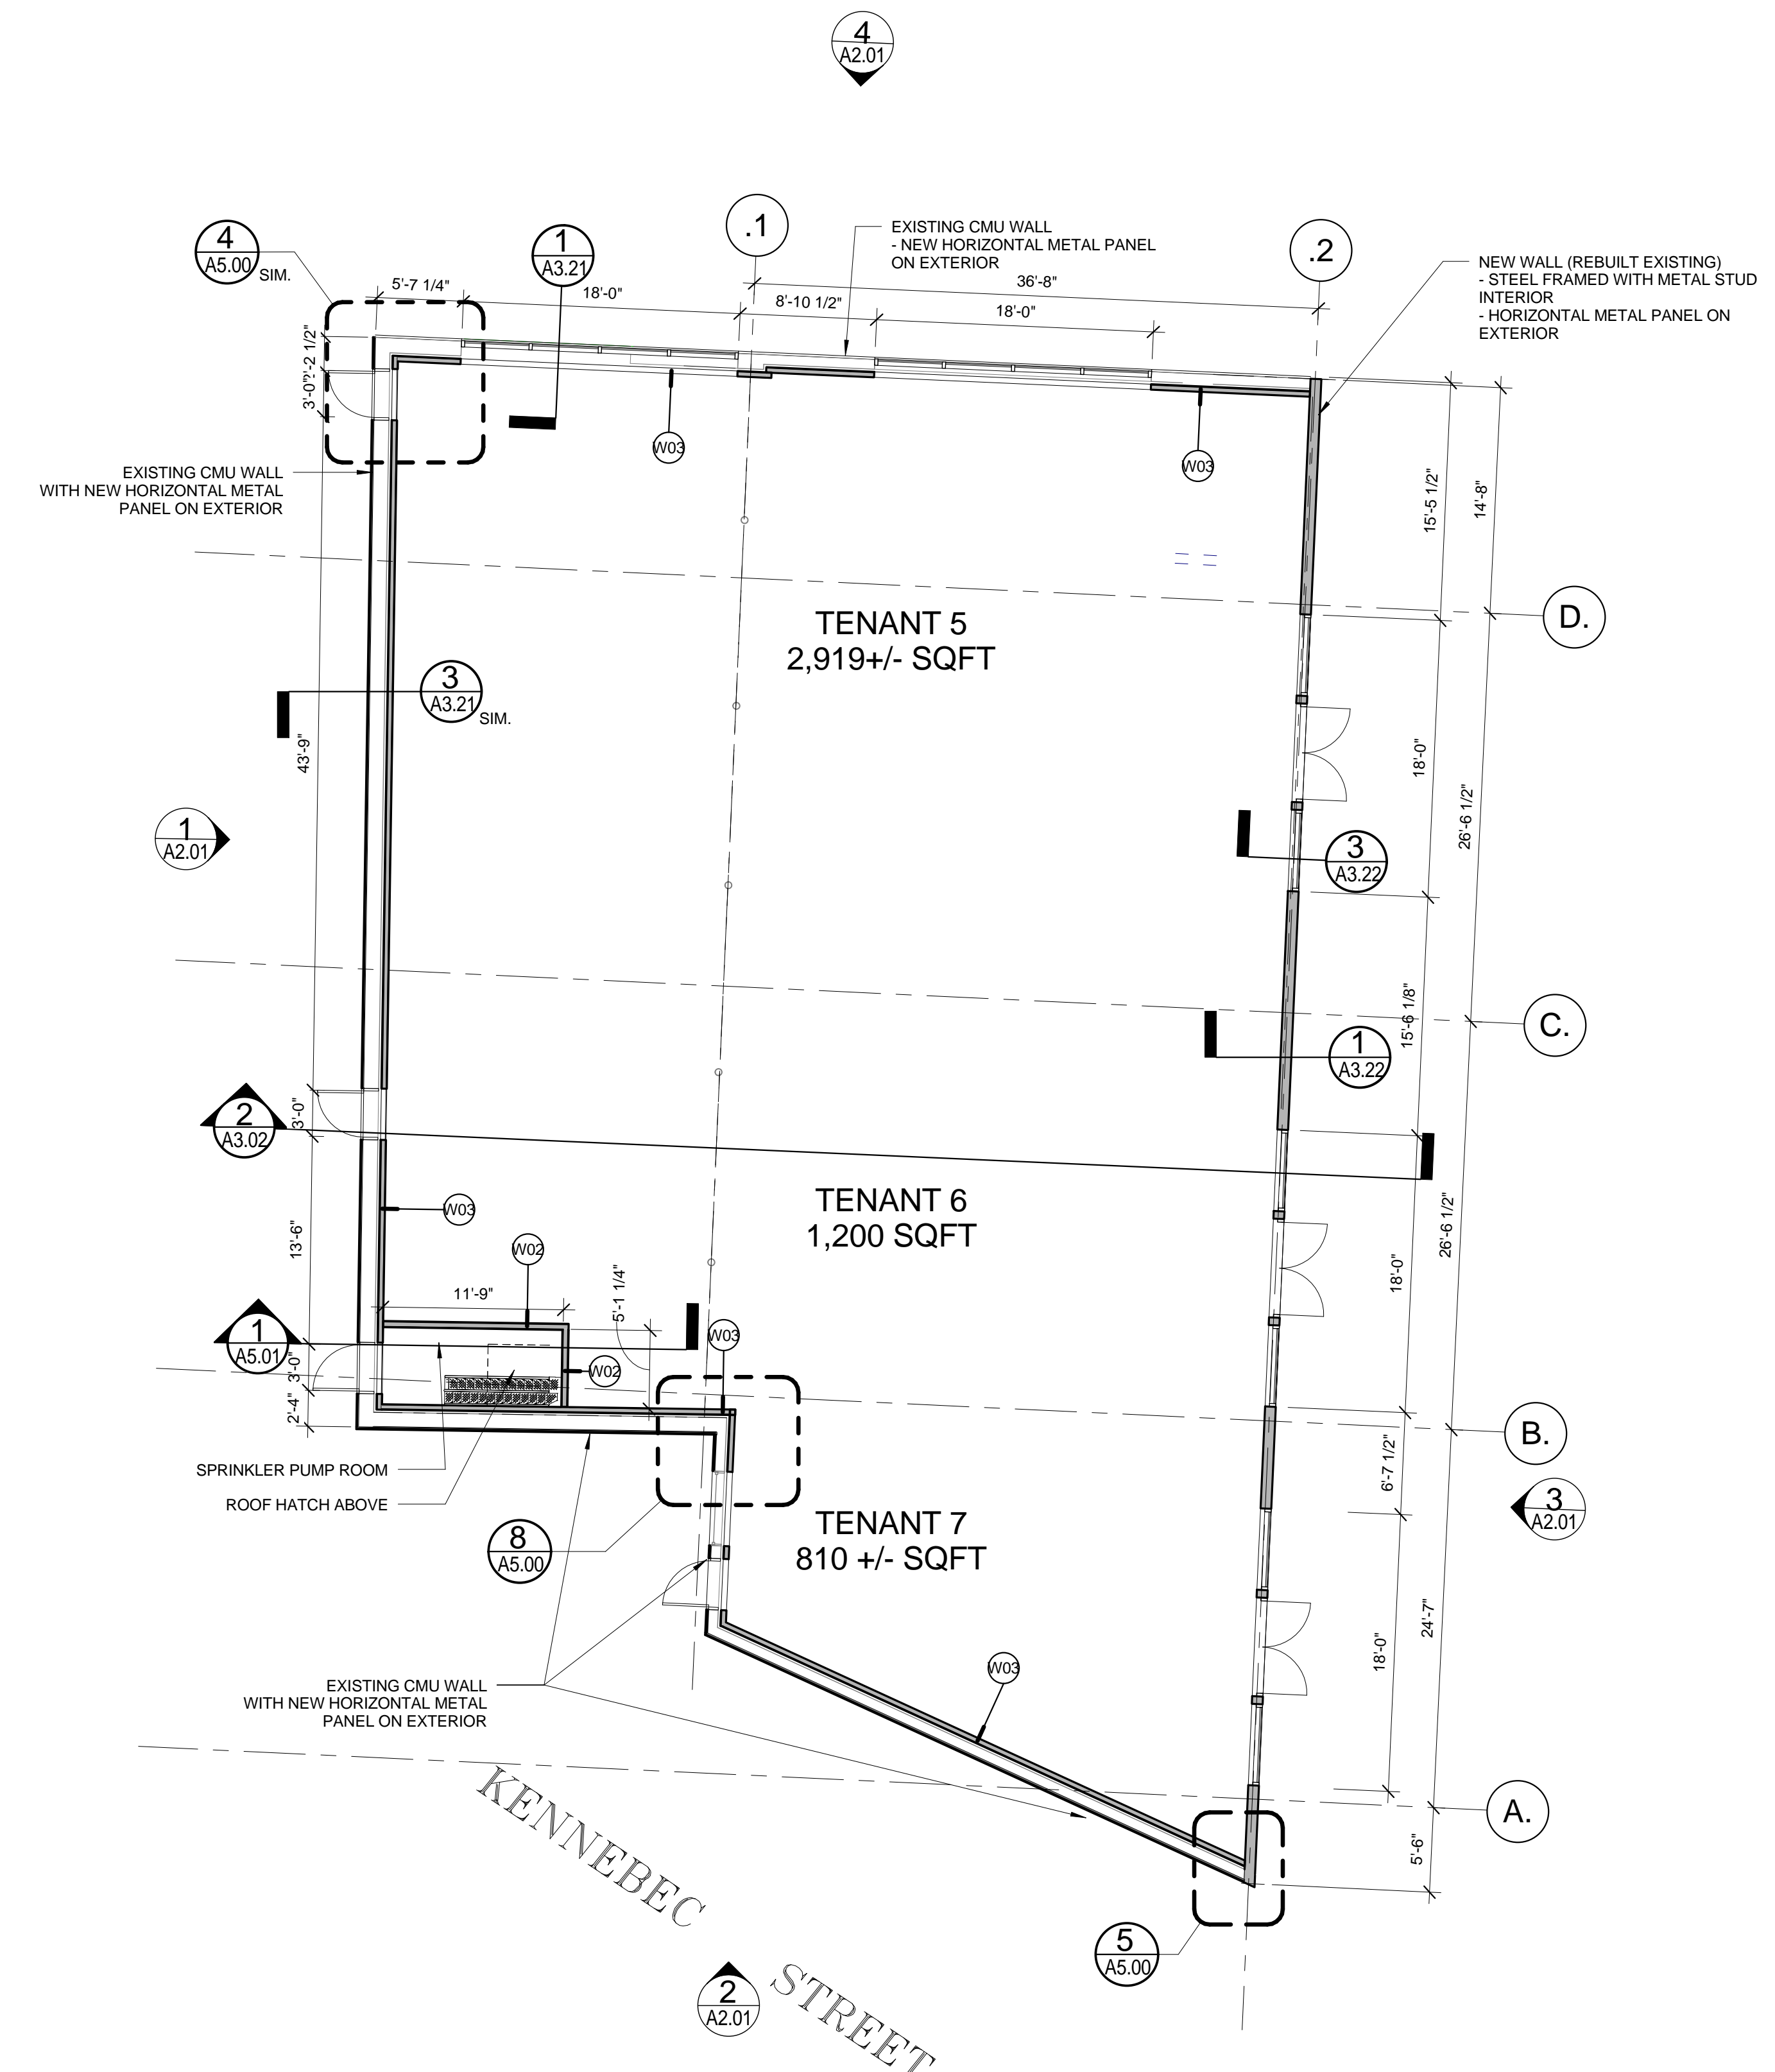 4
A2.01
.1
.2
4
A5.00
SIM.
1
A3.21
EXISTING CMU WALL
- NEW HORIZONTAL METAL PANEL
ON EXTERIOR
NEW WALL (REBUILT EXISTING)
- STEEL FRAMED WITH METAL STUD
INTERIOR
- HORIZONTAL METAL PANEL ON
EXTERIOR
5'-7 1/4"
18'-0"
8'-10 1/2"
36'-8"
18'-0"
3'-0"
2'-2 1/2"
W03
W03
EXISTING CMU WALL
WITH NEW HORIZONTAL METAL
PANEL ON EXTERIOR
15'-5 1/2"
14'-8"
D.
TENANT 5
2,919+/- SQFT
3
A3.21
SIM.
43'-9"
18'-0"
26'-6 1/2"
1
A2.01
3
A3.22
15'-6 1/8"
C.
1
A3.22
2
A3.02
3'-0"
TENANT 6
1,200 SQFT
W03
13'-6"
W02
11'-9"
5'-1 1/4"
18'-0"
26'-6 1/2"
1
A5.01
3'-0"
W03
W02
2'-4"
B.
6'-7 1/2"
SPRINKLER PUMP ROOM
ROOF HATCH ABOVE
3
A2.01
TENANT 7
810 +/- SQFT
8
A5.00
18'-0"
24'-7"
W03
EXISTING CMU WALL
WITH NEW HORIZONTAL METAL
PANEL ON EXTERIOR
A.
5'-6"
KENNEBEC
STREET
5
A5.00
2
A2.01